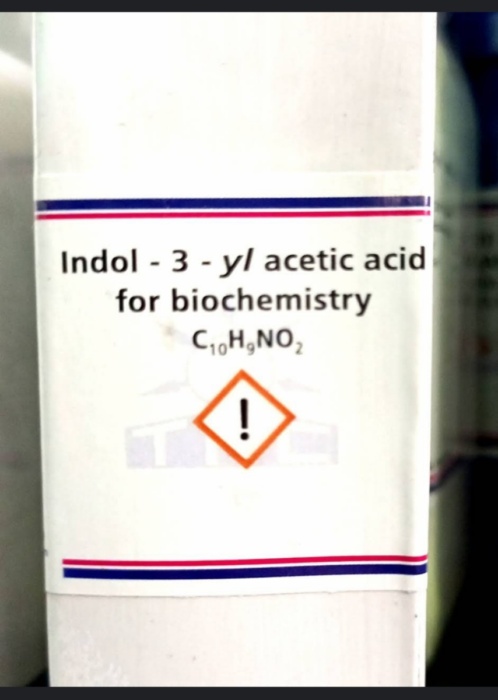 Indol - 3 - yl acetic acid
for biochemistry
C₁₀H₉NO₂
!